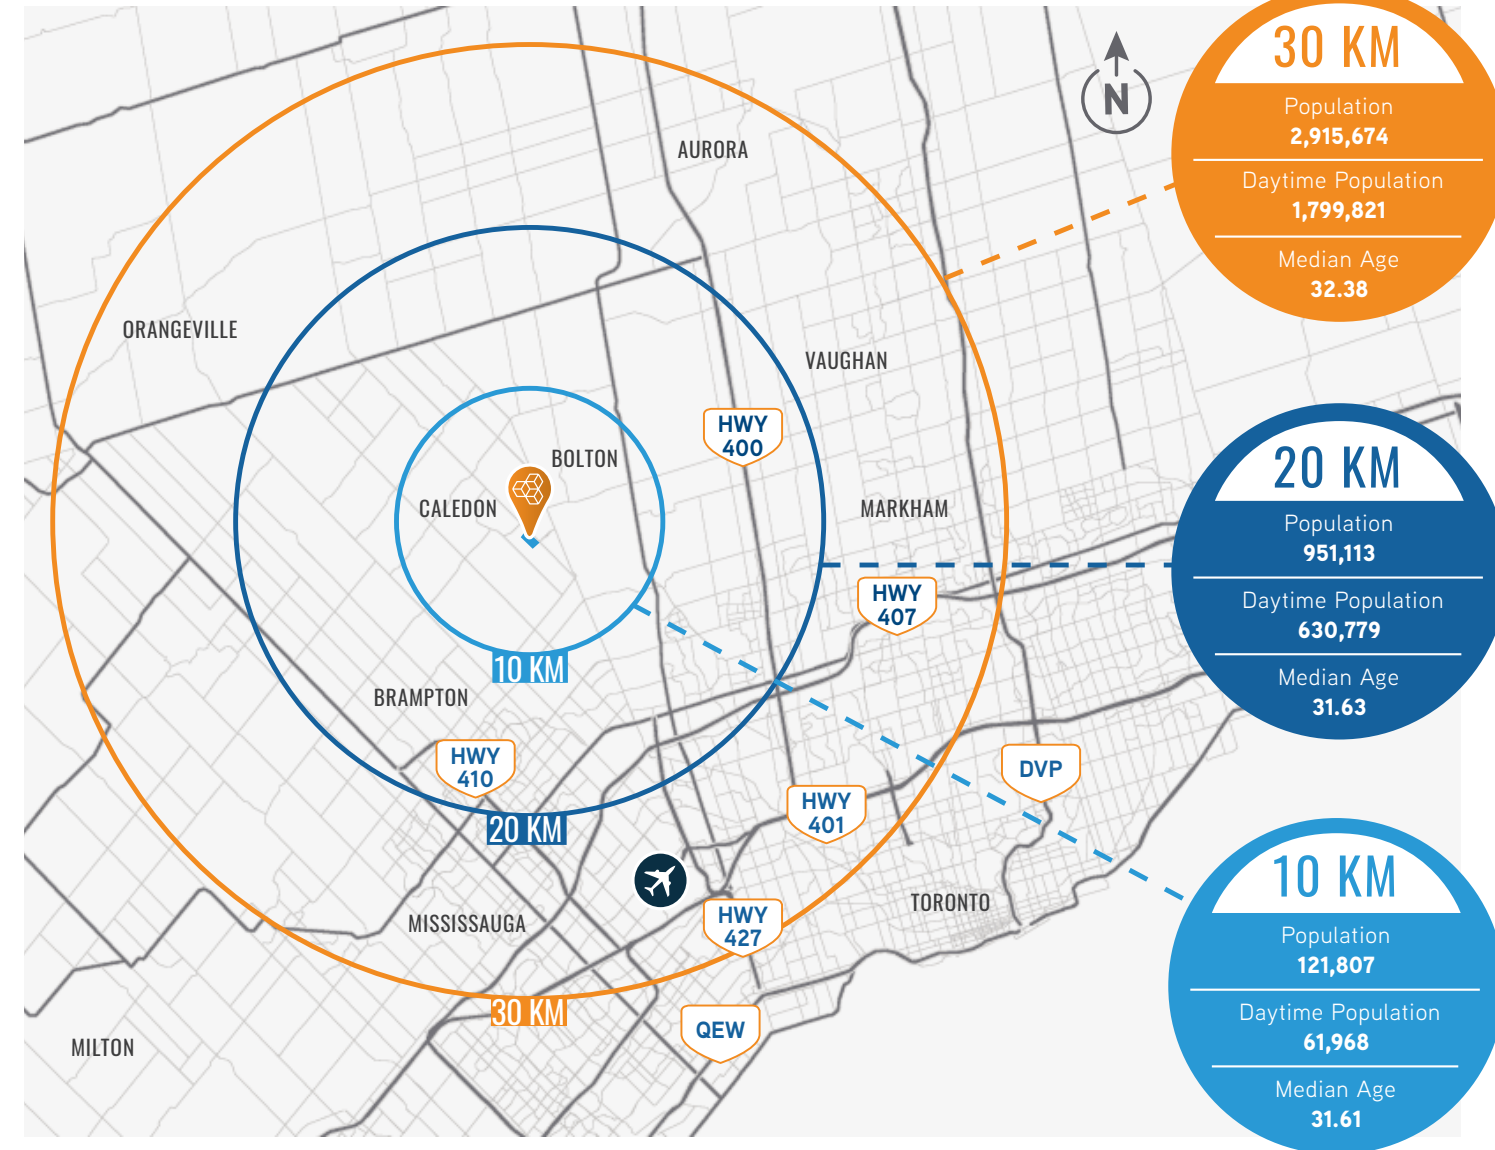 30 KM
Population
2,915,674
Daytime Population
1,799,821
Median Age
32.38
N
AURORA
ORANGEVILLE
VAUGHAN
HWY
400
BOLTON
CALEDON
MARKHAM
20 KM
Population
951,113
Daytime Population
630,779
Median Age
31.63
HWY
407
10 KM
BRAMPTON
HWY
410
DVP
HWY
401
20 KM
10 KM
Population
121,807
Daytime Population
61,968
Median Age
31.61
TORONTO
MISSISSAUGA
HWY
427
30 KM
QEW
MILTON